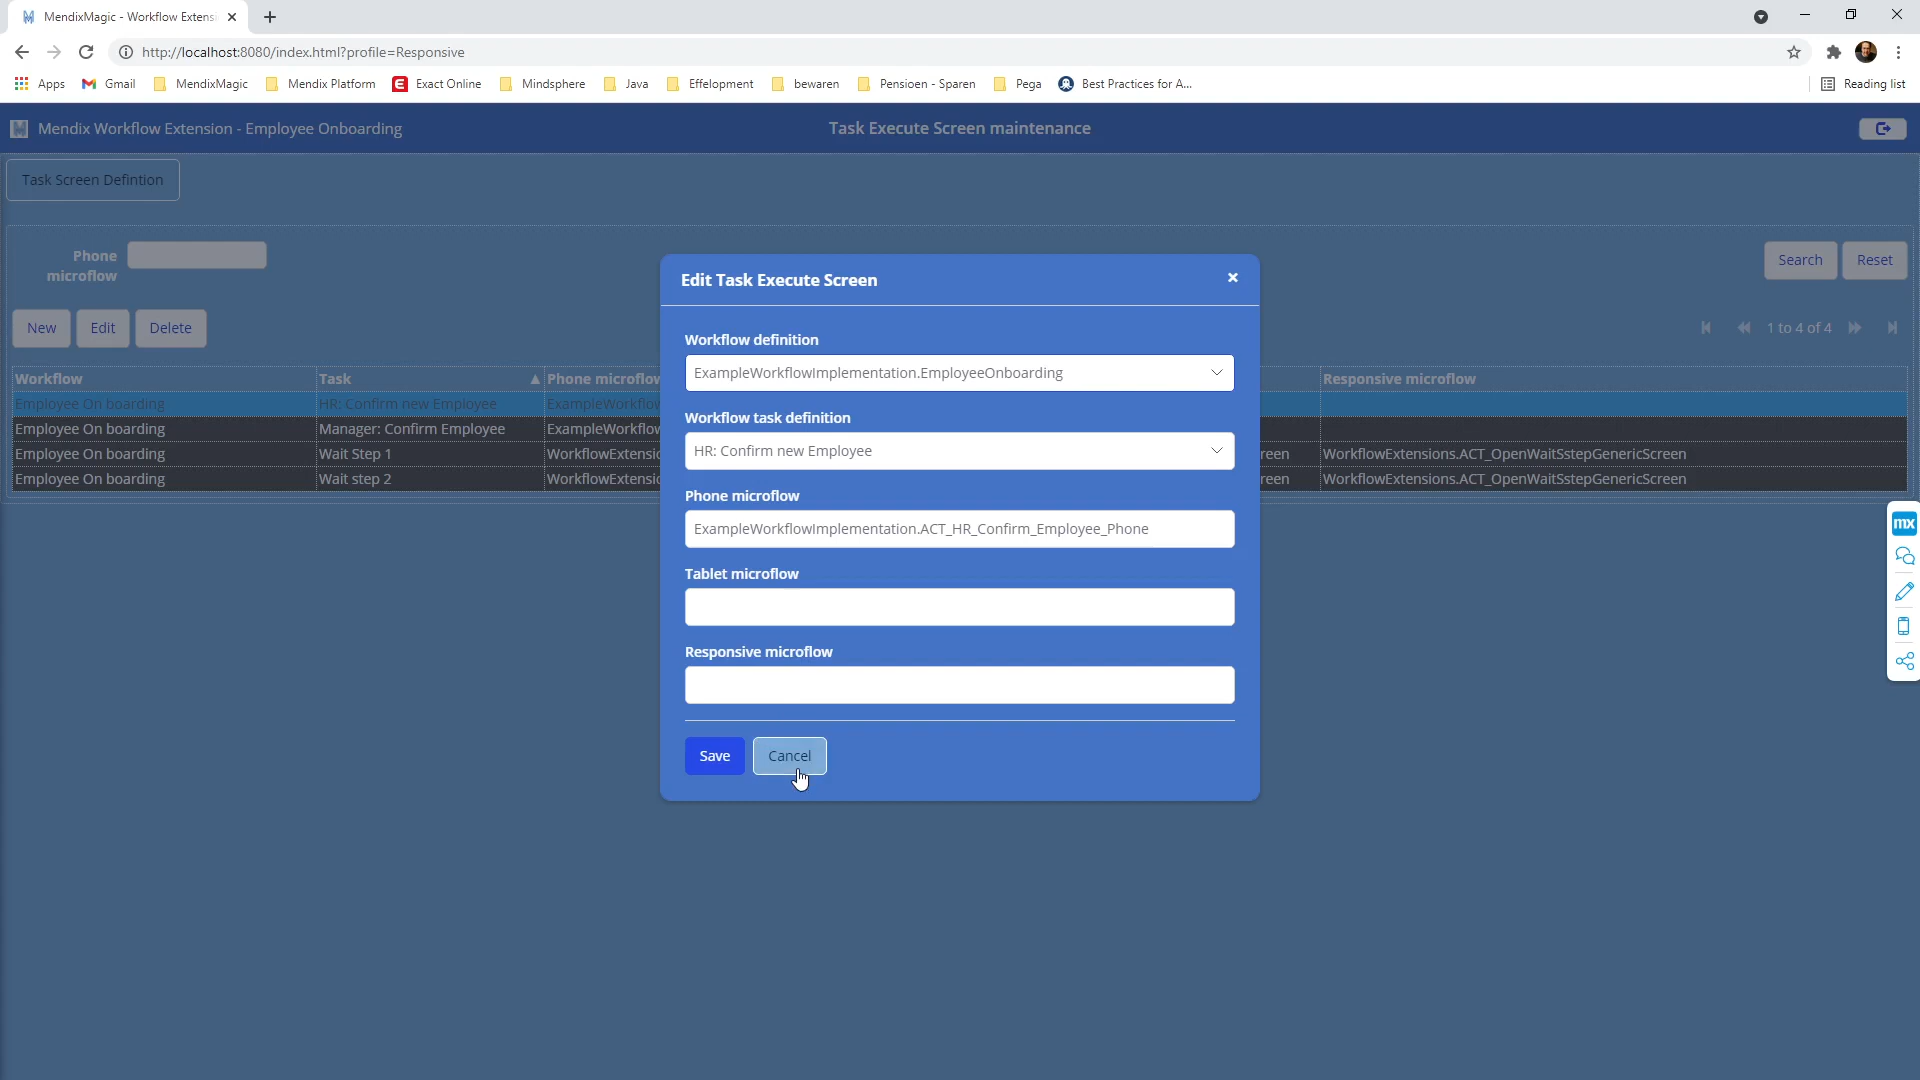 MendixMagic - Workflow Extens
http://localhost:8080/index.html?profile=Responsive
Apps Gmail MendixMagic Mendix Platform Exact Online Mindsphere Java Effelopment bewaren Pensioen - Sparen Pega Best Practices for A... Reading list
Mendix Workflow Extension - Employee Onboarding Task Execute Screen maintenance
Task Screen Defintion
Phone
microflow
Search Reset
New Edit Delete 1 to 4 of 4
Workflow Task Phone microflow Responsive microflow
Employee On boarding HR: Confirm new Employee ExampleWorkflow
Employee On boarding Manager: Confirm Employee ExampleWorkflow
Employee On boarding Wait Step 1 WorkflowExtensio reen WorkflowExtensions.ACT_OpenWaitSstepGenericScreen
Employee On boarding Wait step 2 WorkflowExtensio reen WorkflowExtensions.ACT_OpenWaitSstepGenericScreen
Edit Task Execute Screen
Workflow definition
ExampleWorkflowImplementation.EmployeeOnboarding
Workflow task definition
HR: Confirm new Employee
Phone microflow
ExampleWorkflowImplementation.ACT_HR_Confirm_Employee_Phone
Tablet microflow
Responsive microflow
Save Cancel
mx